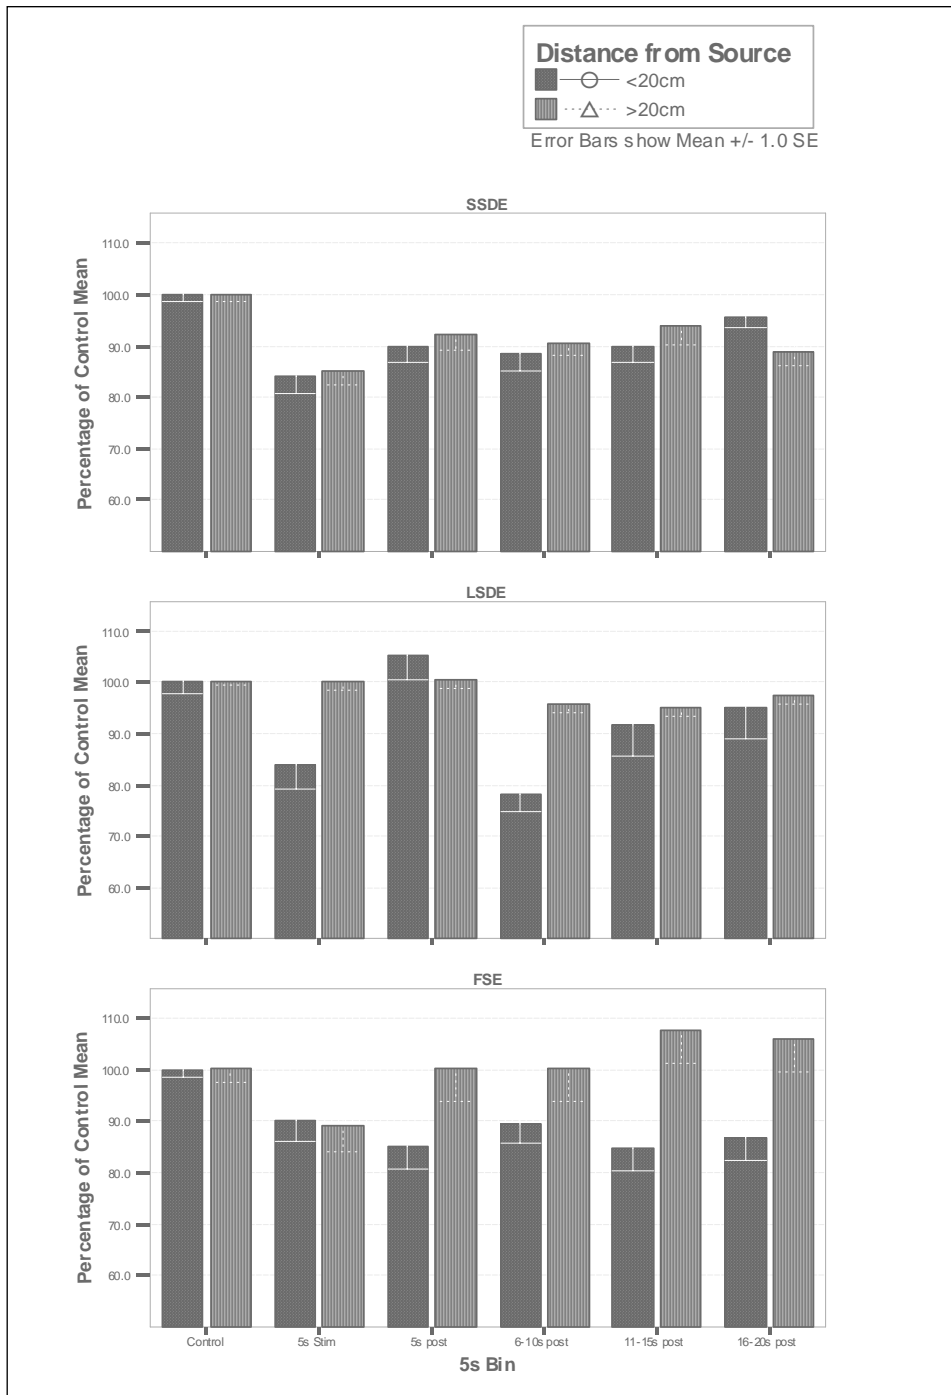 Distance from Source
<20cm
>20cm
Error Bars show Mean +/- 1.0 SE
SSDE
Percentage of Control Mean
110.0
100.0
90.0
80.0
70.0
60.0
LSDE
Percentage of Control Mean
110.0
100.0
90.0
80.0
70.0
60.0
FSE
Percentage of Control Mean
110.0
100.0
90.0
80.0
70.0
60.0
Control 5s Stim 5s post 6-10s post 11-15s post 16-20s post
5s Bin